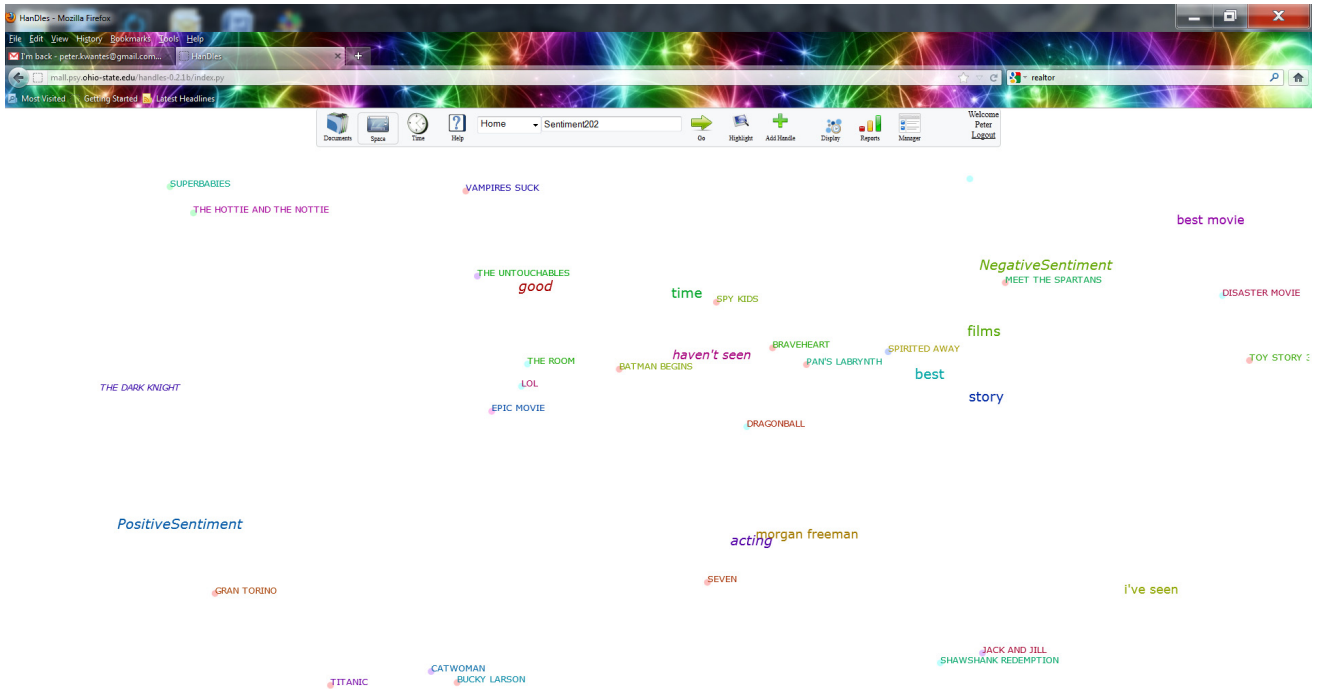 HanDles - Mozilla Firefox
File Edit View History Bookmarks Tools Help
I'm back - peter.kwantes@gmail.com... HanDles
mall.psy.ohio-state.edu/handles-0.2.1b/index.py realtor
Most Visited Getting Started Latest Headlines
Documents Space Time Help Home Sentiment202 Go Highlight Add Handle Display Reports Manager
Welcome
Peter
Logout
SUPERBABIES
VAMPIRES SUCK
THE HOTTIE AND THE NOTTIE
best movie
NegativeSentiment
THE UNTOUCHABLES
MEET THE SPARTANS
good
time
SPY KIDS
DISASTER MOVIE
films
BRAVEHEART
SPIRITED AWAY
haven't seen
THE ROOM
BATMAN BEGINS
PAN'S LABRYNTH
TOY STORY 3
best
LOL
THE DARK KNIGHT
story
EPIC MOVIE
DRAGONBALL
PositiveSentiment
morgan freeman
acting
SEVEN
GRAN TORINO
i've seen
JACK AND JILL
SHAWSHANK REDEMPTION
CATWOMAN
BUCKY LARSON
TITANIC